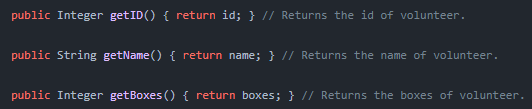 public Integer getID() { return id; } // Returns the id of volunteer.
public String getName() { return name; } // Returns the name of volunteer.
public Integer getBoxes() { return boxes; } // Returns the boxes of volunteer.